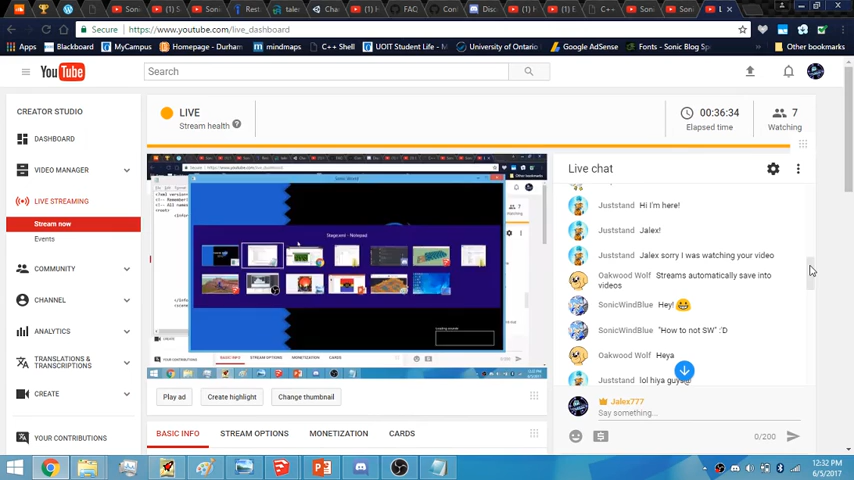 Secure
https://www.youtube.com/live_dashboard
Apps
Blackboard
MyCampus
Homepage - Durham
mindmaps
C++ Shell
UOIT Student Life -
University of Ontario
Google AdSense
Fonts - Sonic Blog Sp
Other bookmarks
YouTube
Search
CREATOR STUDIO
DASHBOARD
VIDEO MANAGER
LIVE STREAMING
Stream now
Events
COMMUNITY
CHANNEL
ANALYTICS
TRANSLATIONS &
TRANSCRIPTIONS
CREATE
YOUR CONTRIBUTIONS
LIVE
Stream health
00:36:34
Elapsed time
7
Watching
Sonic World
Stage.xml - Notepad
Play ad
Create highlight
Change thumbnail
BASIC INFO
STREAM OPTIONS
MONETIZATION
CARDS
Live chat
Juststand Hi I'm here!
Juststand Jalex!
Juststand Jalex sorry I was watching your video
Oakwood Wolf Streams automatically save into
videos
SonicWindBlue Hey! 😄
SonicWindBlue "How to not SW" :'D
Oakwood Wolf Heya
Juststand lol hiya guys@
Jalex777
Say something...
0/200
12:32 PM
6/5/2017